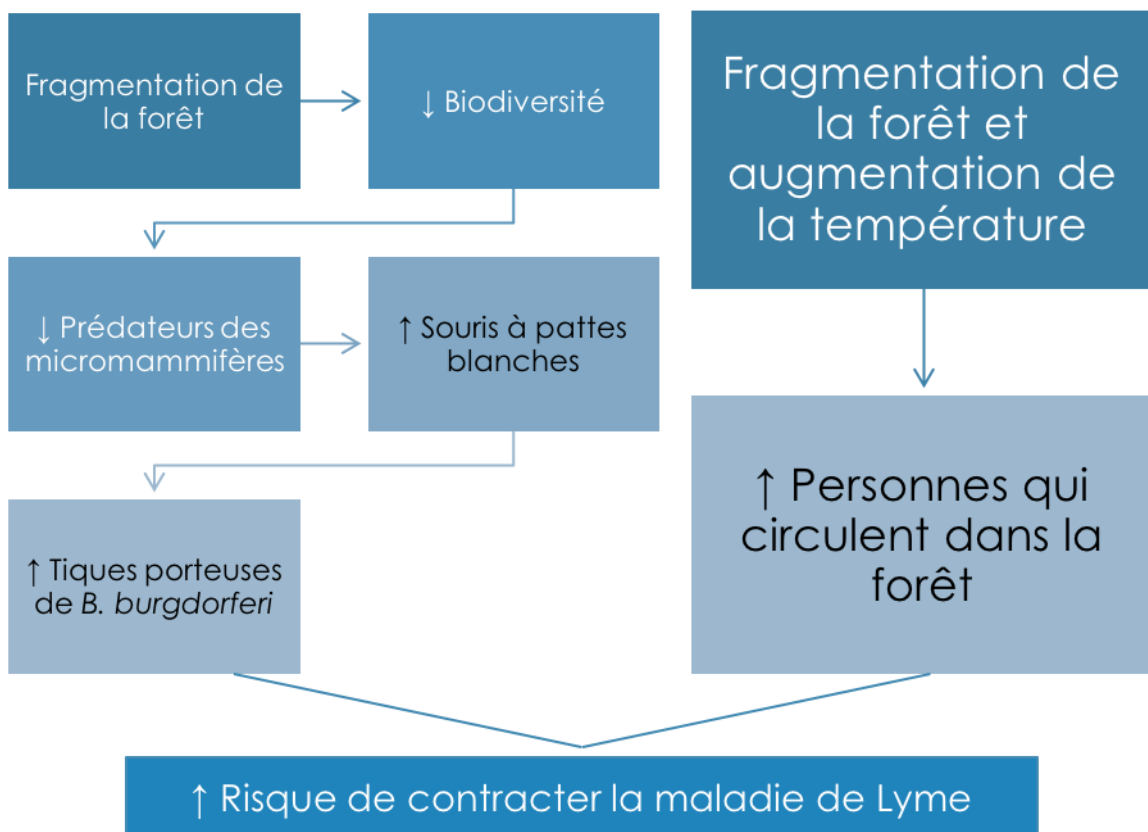 Fragmentation de
la forêt
↓ Biodiversité
↓ Prédateurs des
micromammifères
↑ Souris à pattes
blanches
↑ Tiques porteuses
de B. burgdorferi
Fragmentation de
la forêt et
augmentation de
la température
↑ Personnes qui
circulent dans la
forêt
↑ Risque de contracter la maladie de Lyme